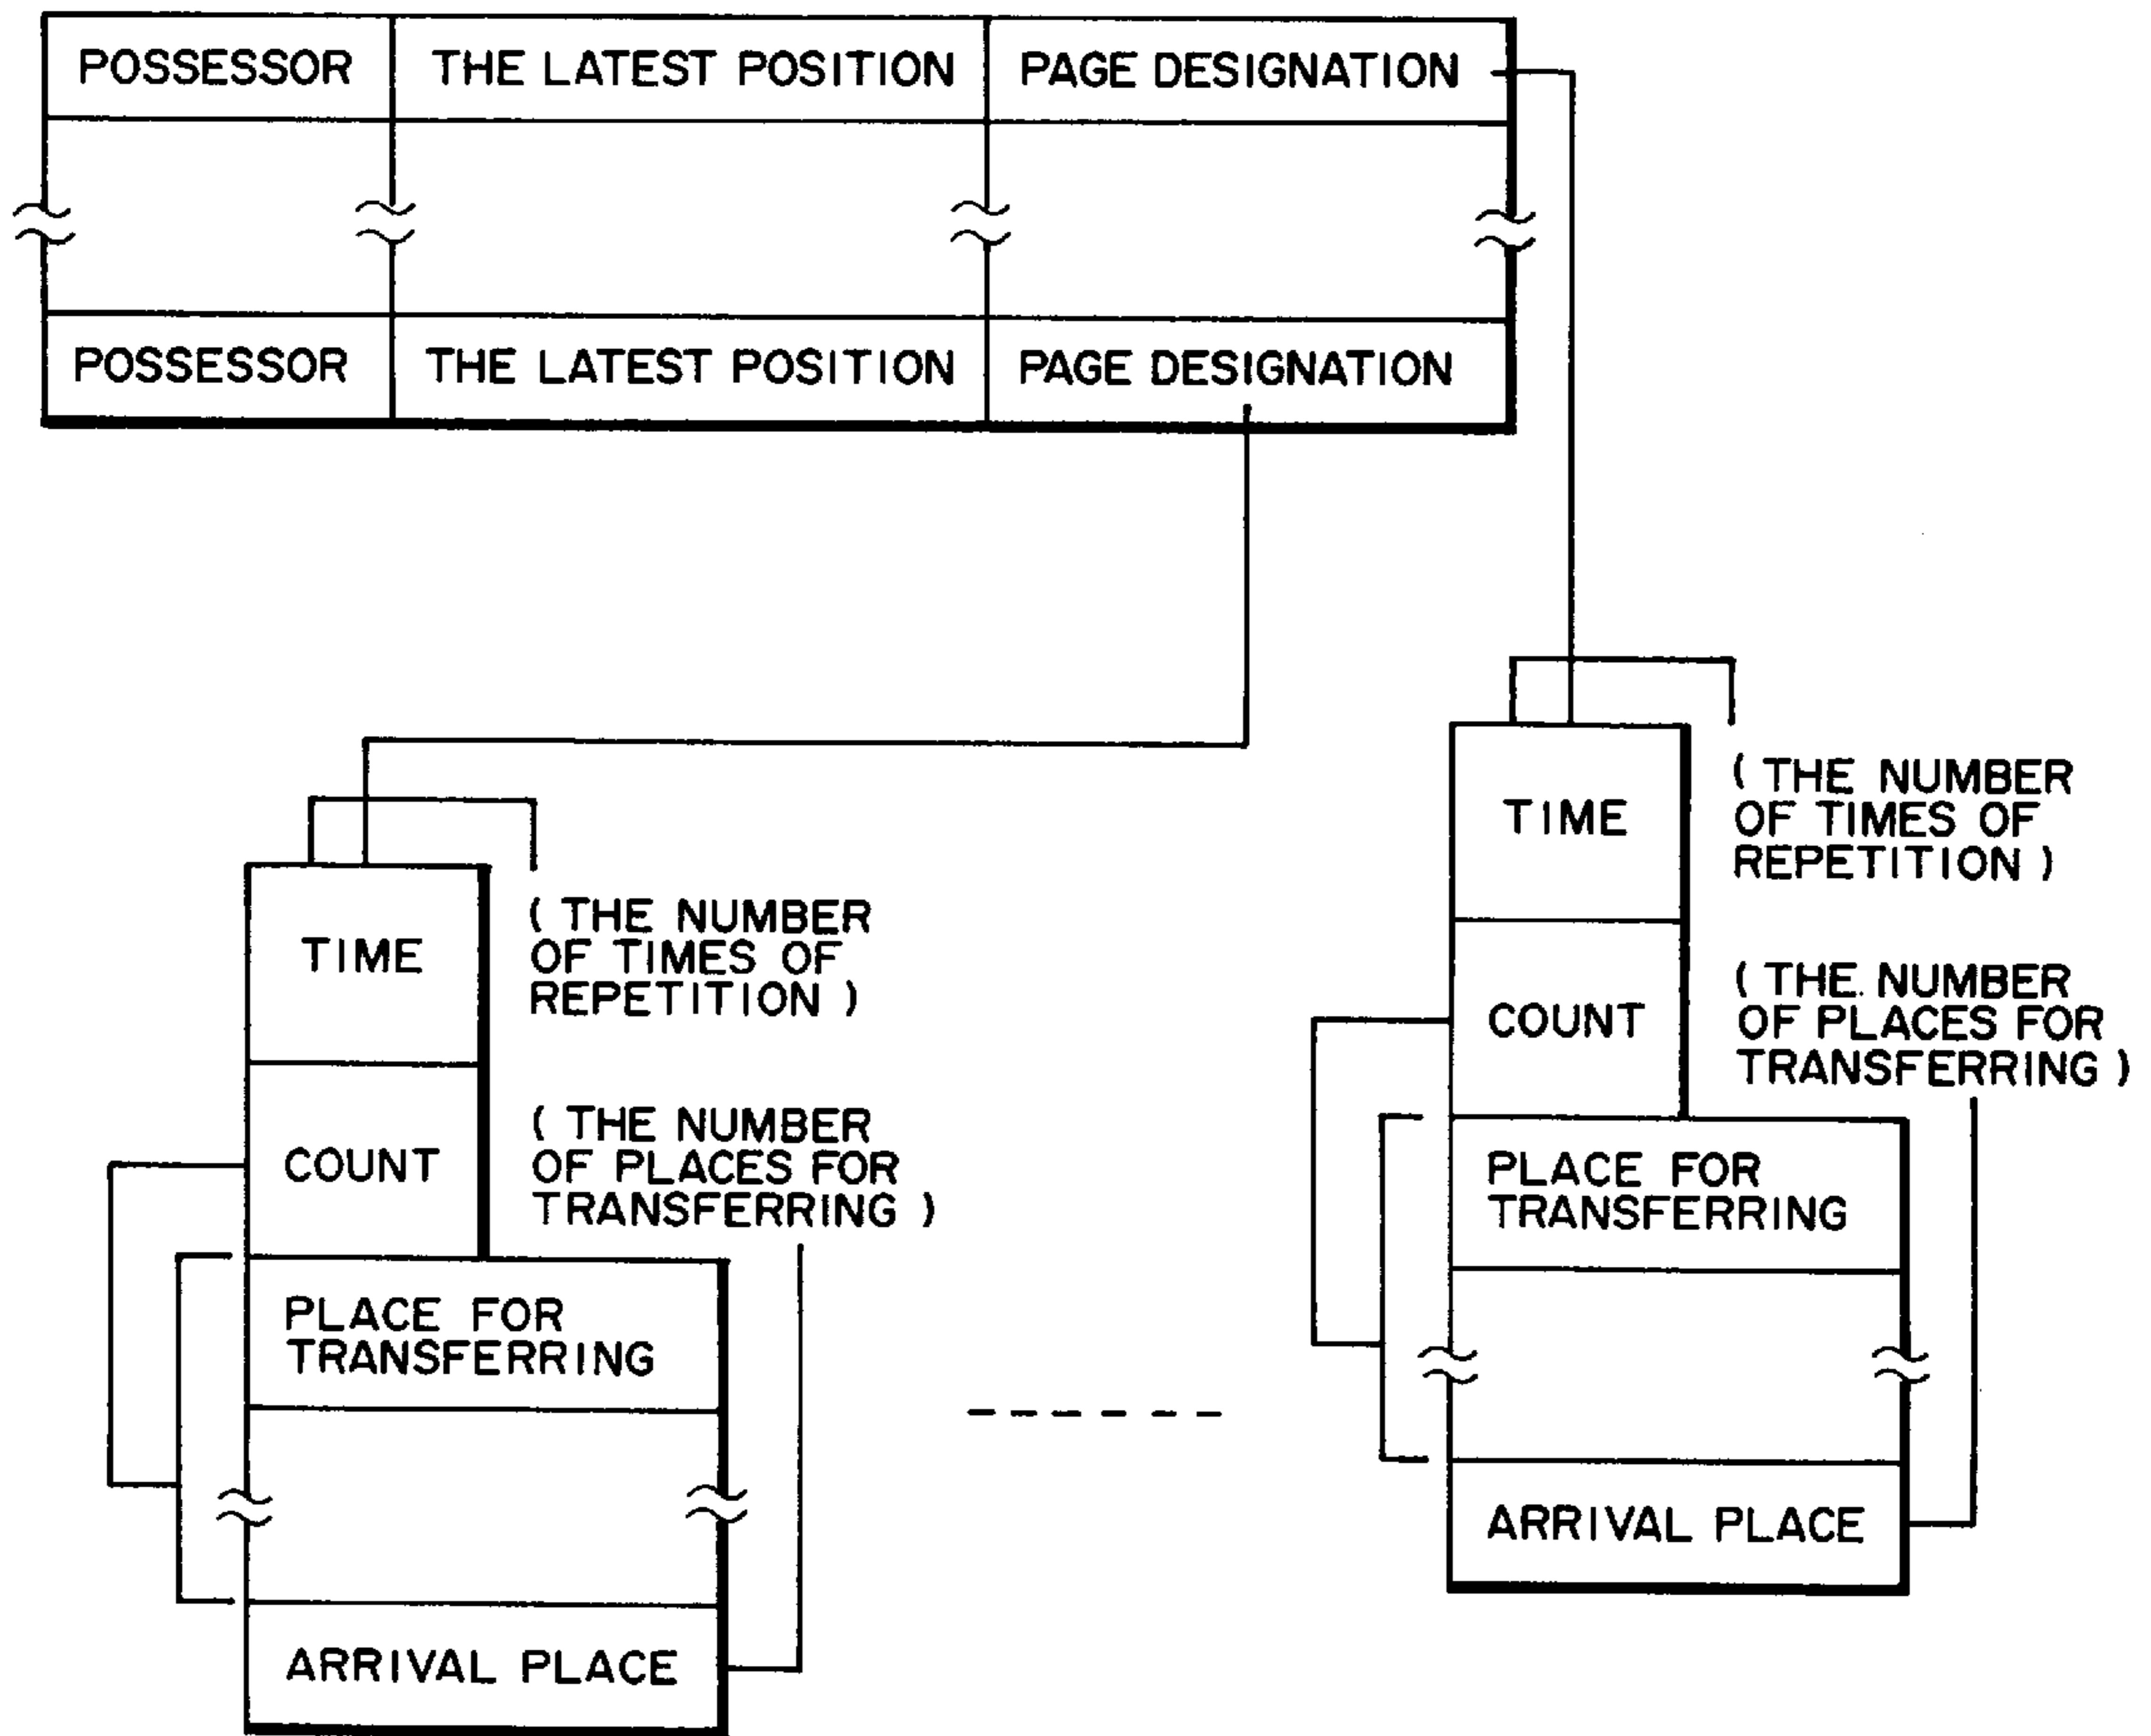 POSSESSOR THE LATEST POSITION PAGE DESIGNATION
POSSESSOR THE LATEST POSITION PAGE DESIGNATION
TIME
(THE NUMBER
OF TIMES OF
REPETITION)
COUNT
(THE NUMBER
OF PLACES FOR
TRANSFERRING)
PLACE FOR
TRANSFERRING
ARRIVAL PLACE
TIME
(THE NUMBER
OF TIMES OF
REPETITION)
COUNT
(THE NUMBER
OF PLACES FOR
TRANSFERRING)
PLACE FOR
TRANSFERRING
ARRIVAL PLACE